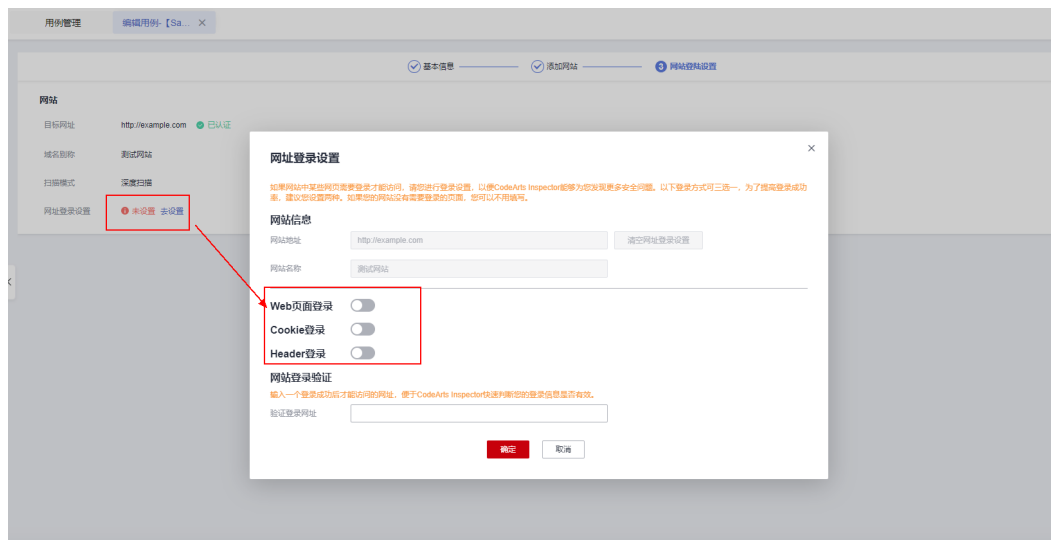 用例管理
编辑用例-【Sa...
基本信息
添加网站
3 网站登陆设置
网站
目标网址 http://example.com 已认证
域名别称 测试网站
扫描模式 深度扫描
网址登录设置 未设置 去设置
网址登录设置
如果网站中某些网页需要登录才能访问，请您进行登录设置，以便CodeArts Inspector能够为您发现更多安全问题。以下登录方式可三选一，为了提高登录成功
率，建议您设置两种。如果您的网站没有需要登录的页面，您可以不用填写。
网站信息
网站地址 http://example.com 清空网址登录设置
网站名称 测试网站
Web页面登录
Cookie登录
Header登录
网站登录验证
输入一个登录成功后才能访问的网址，便于CodeArts Inspector快速判断您的登录信息是否有效。
验证登录网址
确定 取消